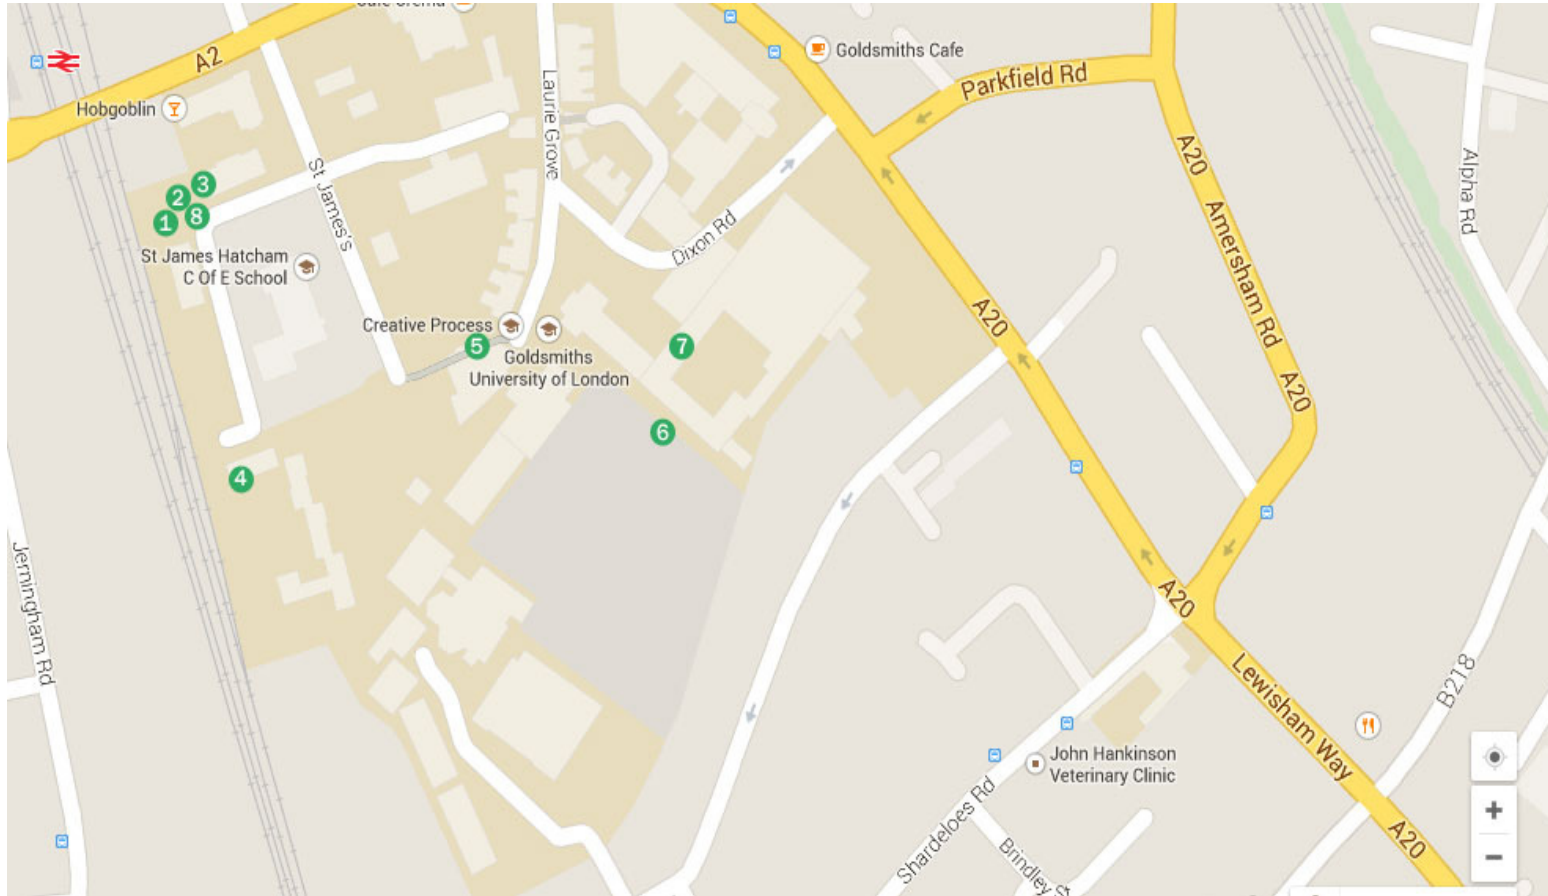 A2
Goldsmiths Cafe
Parkfield Rd
Hobgoblin
Laurie Grove
St James's
A20
Alpha Rd
3
2
1
8
Dixon Rd
Amersham Rd
St James Hatcham
C Of E School
A20
Creative Process
5
7
Goldsmiths
University of London
A20
6
4
Jerningham Rd
A20
Lewisham Way
B218
John Hankinson
Veterinary Clinic
Shardeloes Rd
Brindley St
A20
+
−